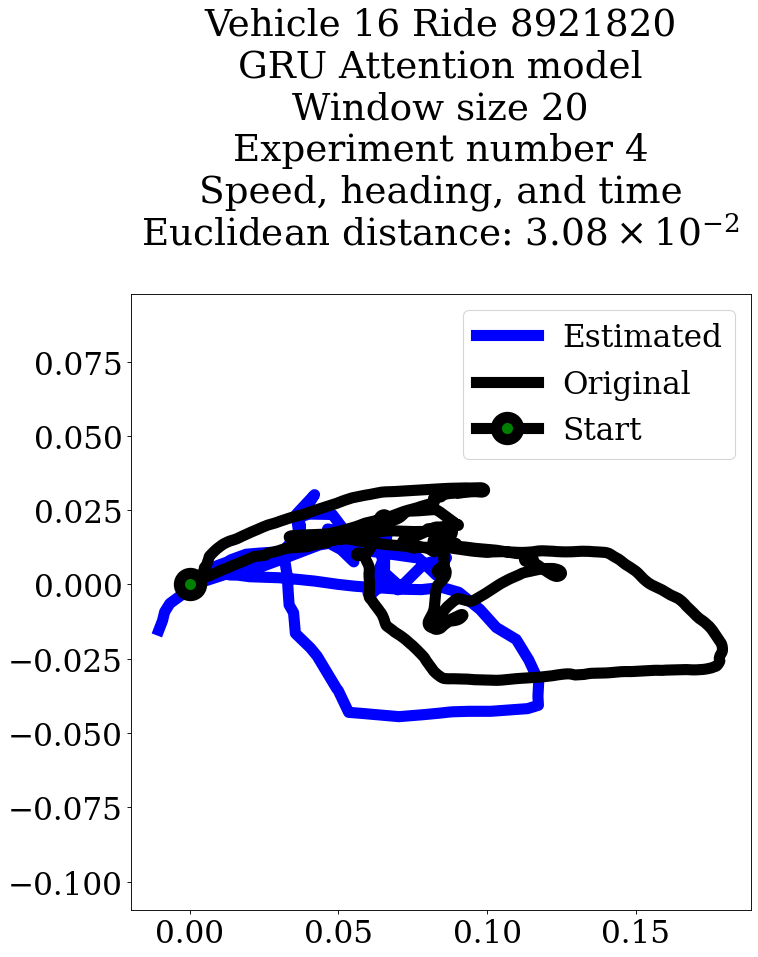 Vehicle 16 Ride 8921820
GRU Attention model
Window size 20
Experiment number 4
Speed, heading, and time
Euclidean distance: 3.08 × 10⁻²
Estimated
Original
Start
0.075
0.050
0.025
0.000
−0.025
−0.050
−0.075
−0.100
0.00 0.05 0.10 0.15